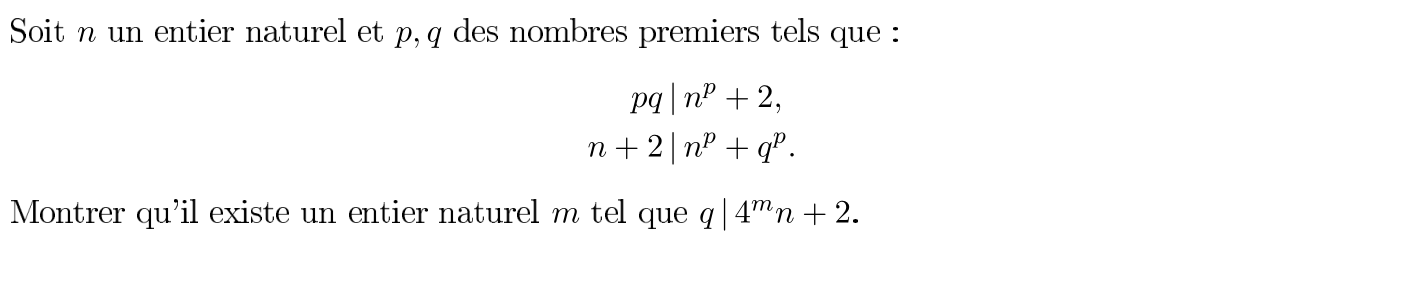 Soit n un entier naturel et p, q des nombres premiers tels que :
pq | n^p + 2,
n + 2 | n^p + q^p.
Montrer qu'il existe un entier naturel m tel que q | 4^m n + 2.